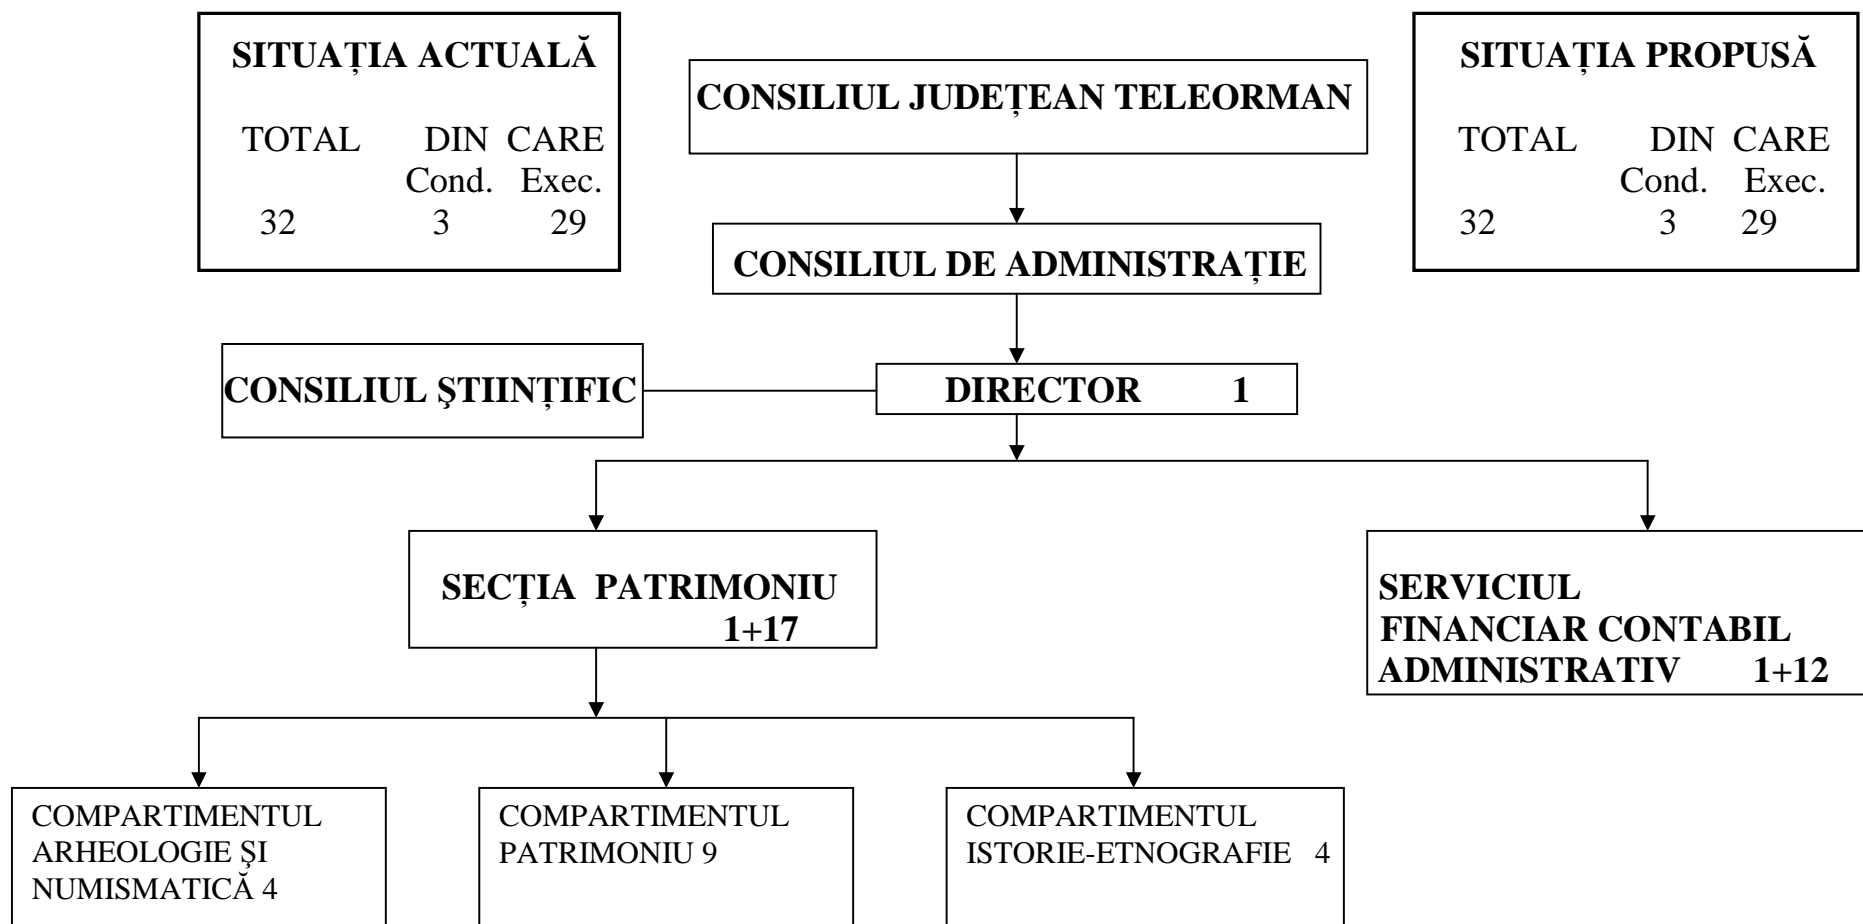 SITUAȚIA ACTUALĂ
TOTAL DIN CARE
Cond. Exec.
32 3 29
CONSILIUL JUDEȚEAN TELEORMAN
SITUAȚIA PROPUSĂ
TOTAL DIN CARE
Cond. Exec.
32 3 29
CONSILIUL DE ADMINISTRAȚIE
CONSILIUL ŞTIINȚIFIC
DIRECTOR 1
SECȚIA PATRIMONIU
1+17
SERVICIUL
FINANCIAR CONTABIL
ADMINISTRATIV 1+12
COMPARTIMENTUL
ARHEOLOGIE ŞI
NUMISMATICĂ 4
COMPARTIMENTUL
PATRIMONIU 9
COMPARTIMENTUL
ISTORIE-ETNOGRAFIE 4